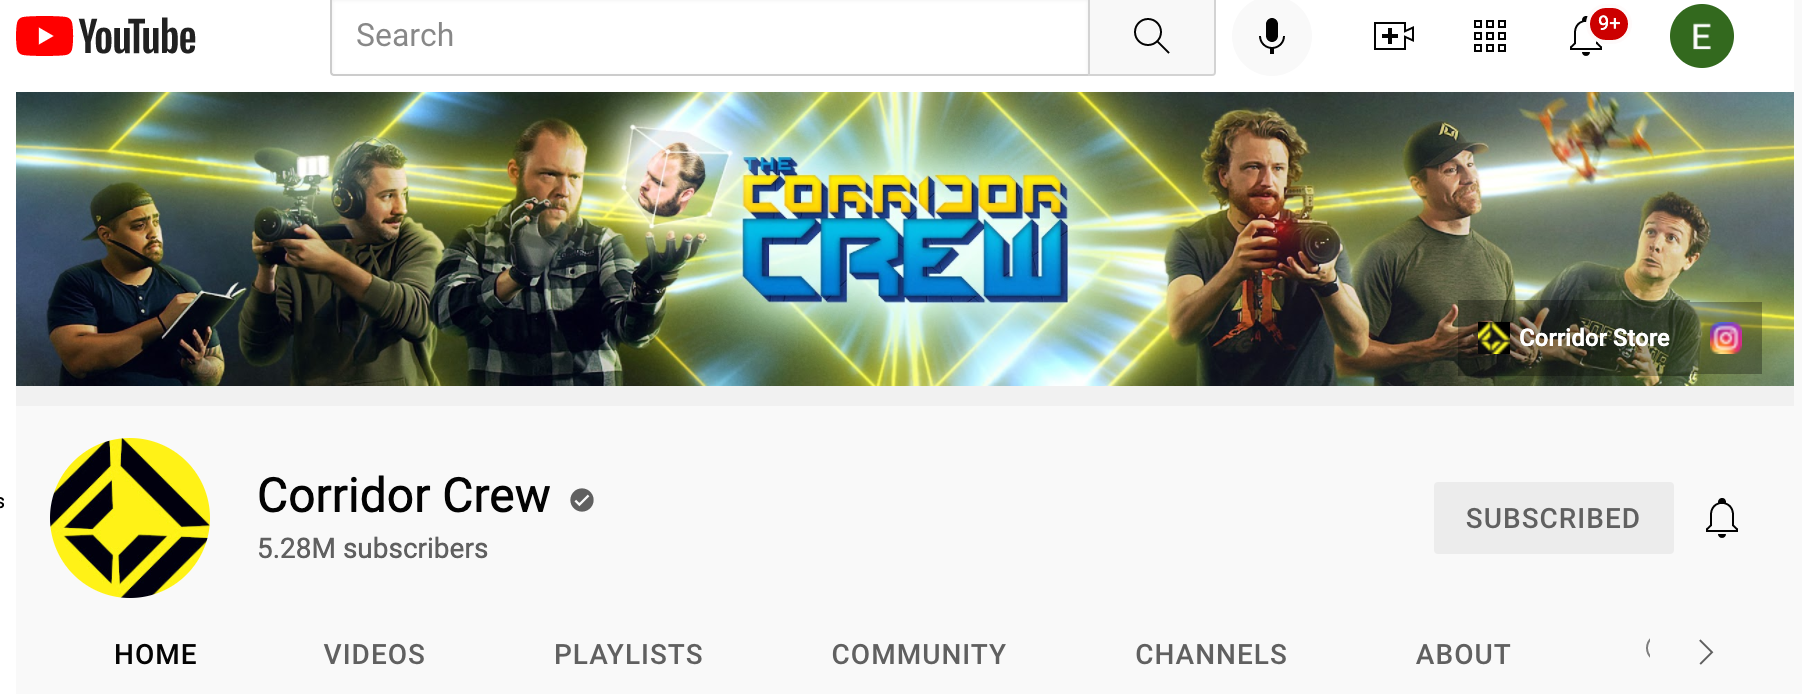 YouTube
Search
9+
E
THE
CORRIDOR
CREW
Corridor Store
Corridor Crew
5.28M subscribers
SUBSCRIBED
HOME VIDEOS PLAYLISTS COMMUNITY CHANNELS ABOUT